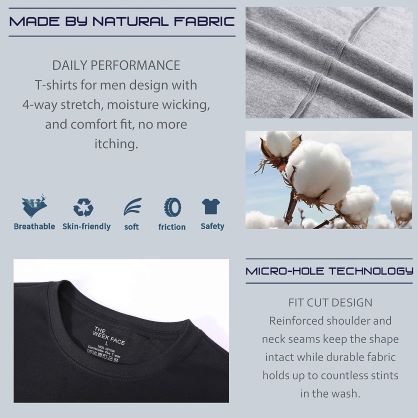 MADE BY NATURAL FABRIC
DAILY PERFORMANCE
T-shirts for men design with
4-way stretch, moisture wicking,
and comfort fit, no more
itching.
Breathable Skin-friendly soft friction Safety
THE
WEEK FACE
L
MICRO-HOLE TECHNOLOGY
FIT CUT DESIGN
Reinforced shoulder and
neck seams keep the shape
intact while durable fabric
holds up to countless stints
in the wash.